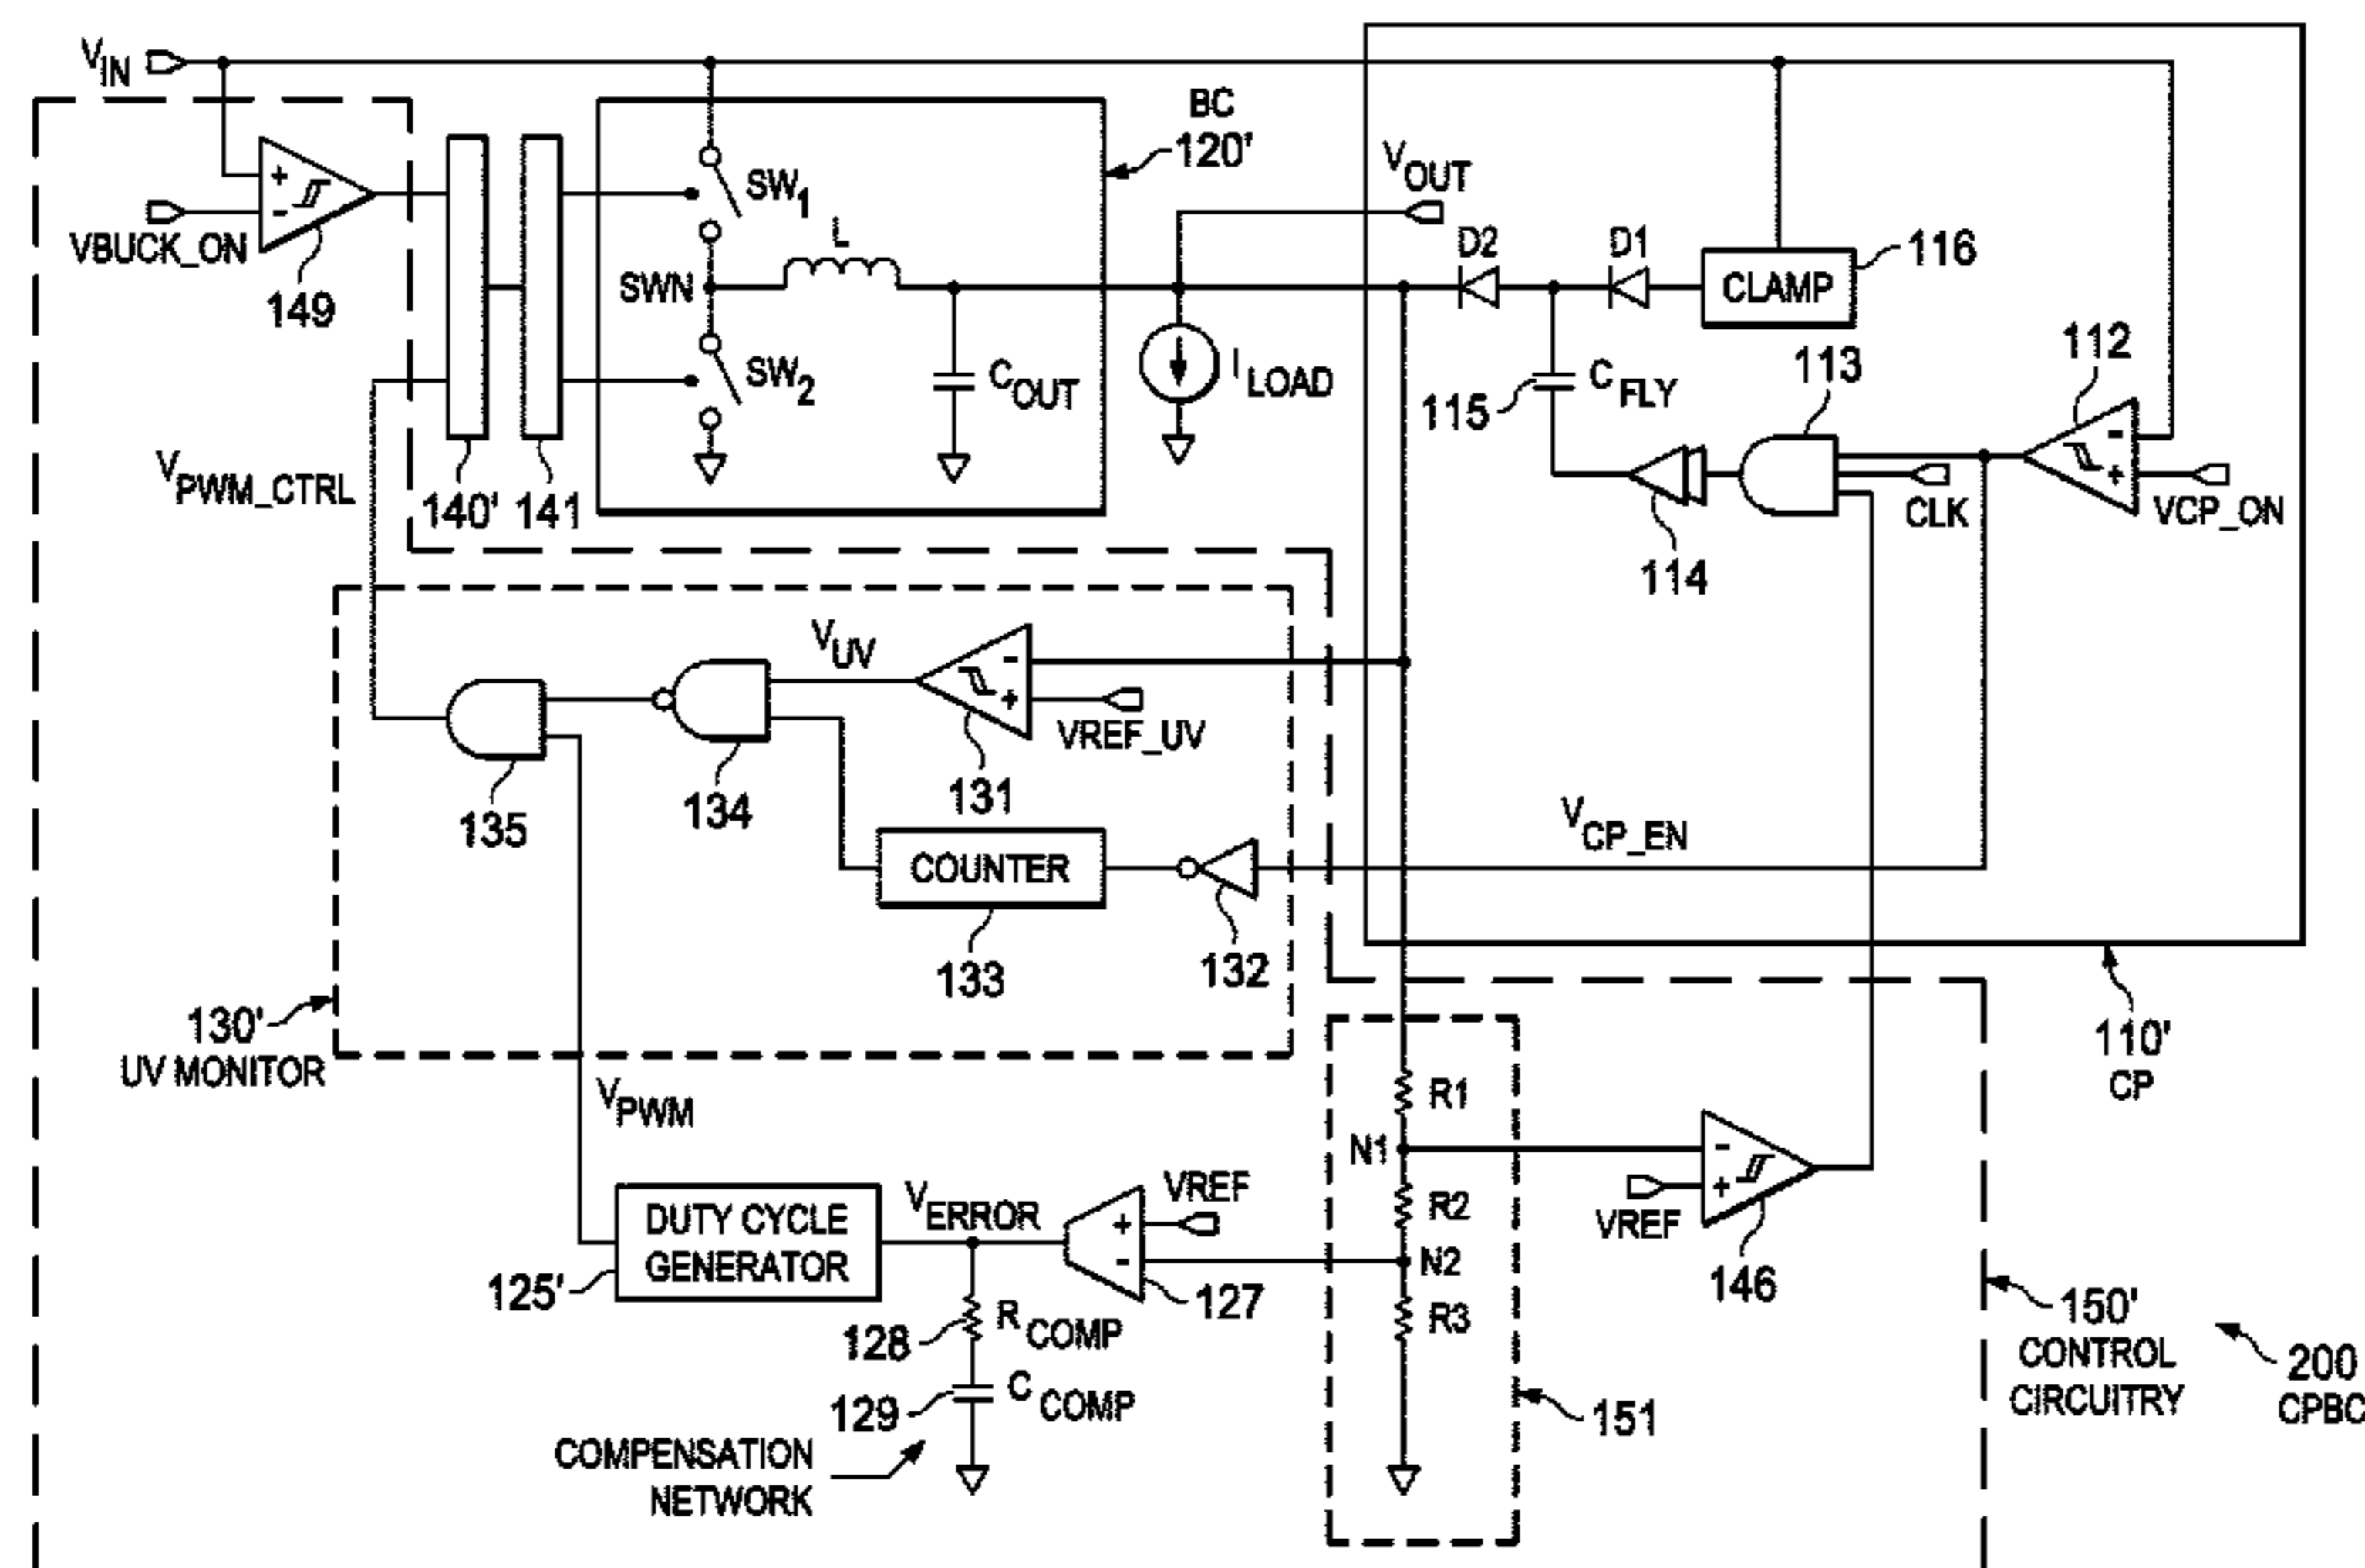 VIN
BC
120'
VOUT
SW1
L
D2
D1
116
CLAMP
VBUCK_ON
149
SWN
SW2
COUT
ILOAD
115
CFLY
113
112
VPWM_CTRL
140'
141
114
CLK
VCP_ON
VUV
VREF_UV
135
134
131
COUNTER
VCP_EN
133
132
130'
UV MONITOR
110'
CP
VPWM
R1
N1
DUTY CYCLE
GENERATOR
VERROR
VREF
R2
VREF
N2
125'
127
146
128
RCOMP
R3
150'
CONTROL
CIRCUITRY
200
CPBC
129
CCOMP
151
COMPENSATION
NETWORK
+
-
-
+
-
+
+
-
-
+